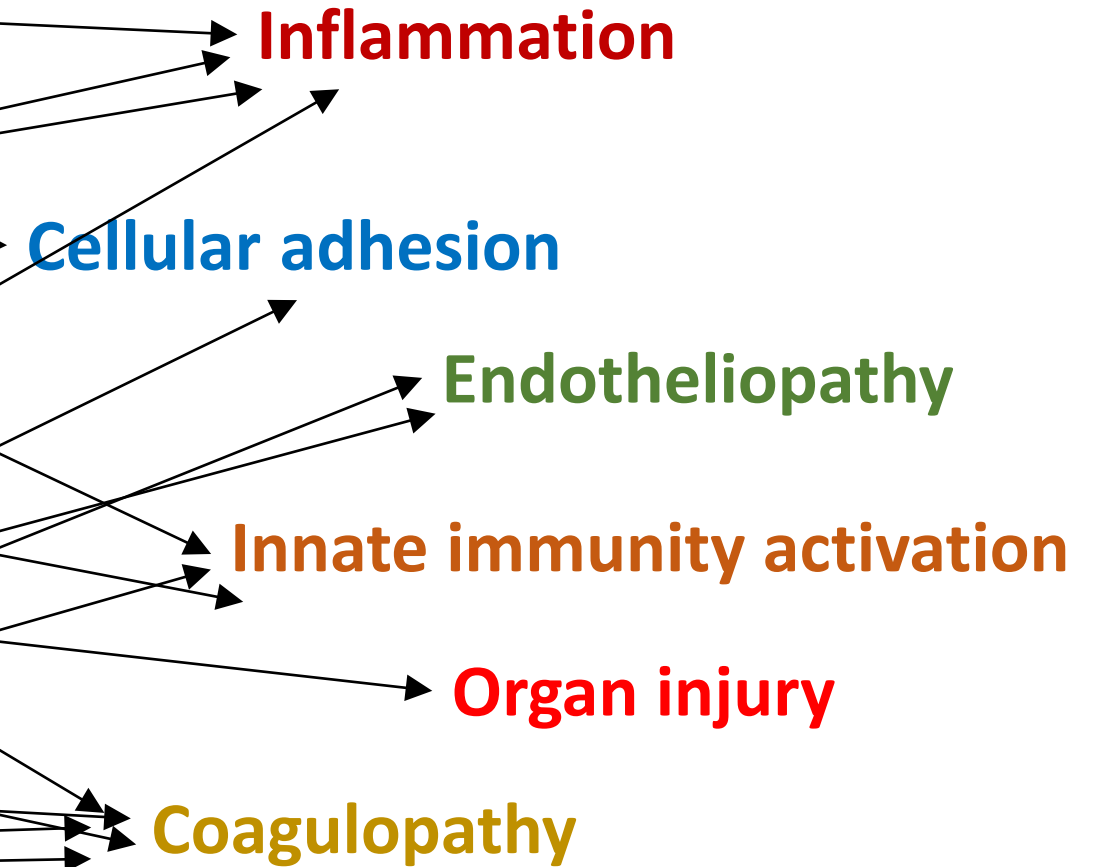 Inflammation
Cellular adhesion
Endotheliopathy
Innate immunity activation
Organ injury
Coagulopathy